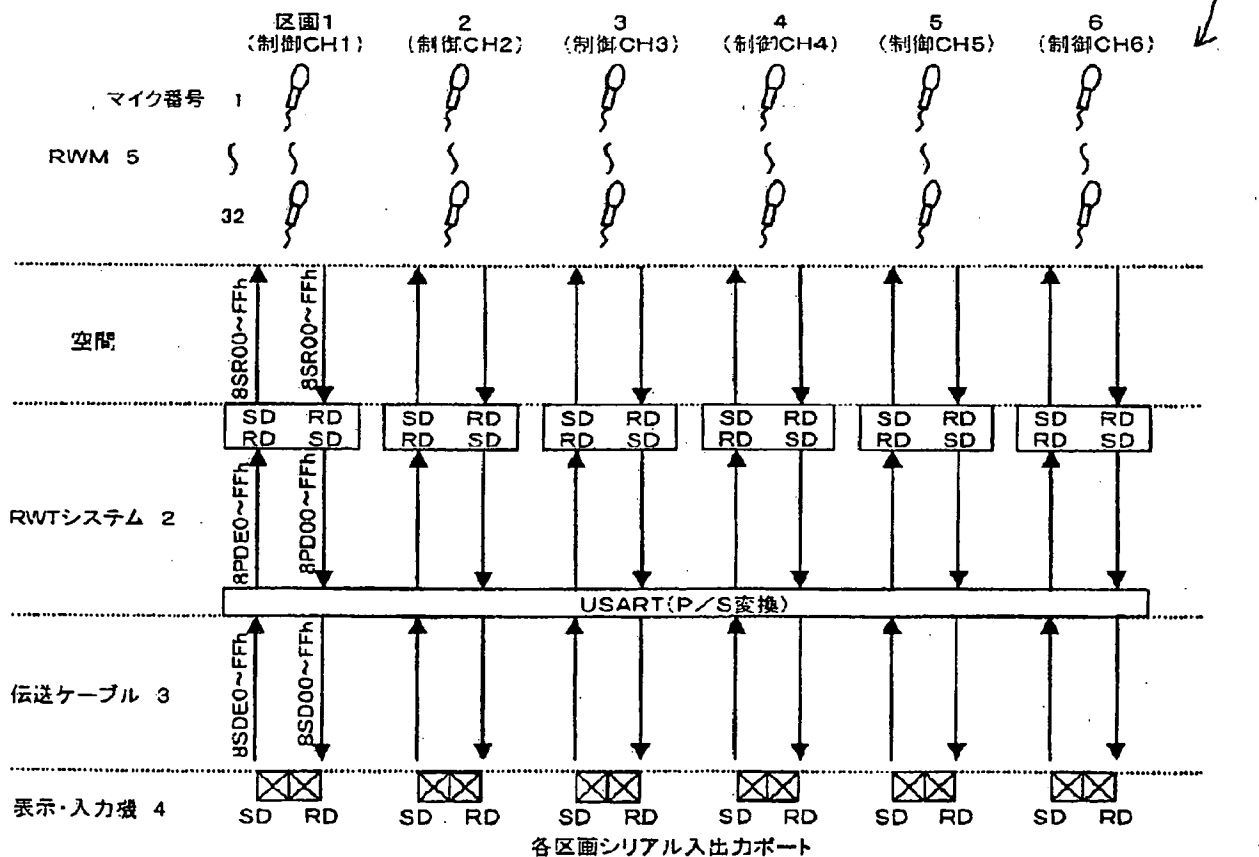 区画1 2 3 4 5 6
(制御CH1) (制御CH2) (制御CH3) (制御CH4) (制御CH5) (制御CH6)
マイク番号 1
RWM 5
32
空間
8SR00~FFh 8SR00~FFh
SD RD SD RD SD RD SD RD SD RD SD RD
RD SD RD SD RD SD RD SD RD SD RD SD
RWTシステム 2
8PDE0~FFh 8PD00~FFh
USART(P/S変換)
伝送ケーブル 3
8SDE0~FFh 8SD00~FFh
表示・入力機 4
SD RD SD RD SD RD SD RD SD RD SD RD
各区画シリアル入出力ポート